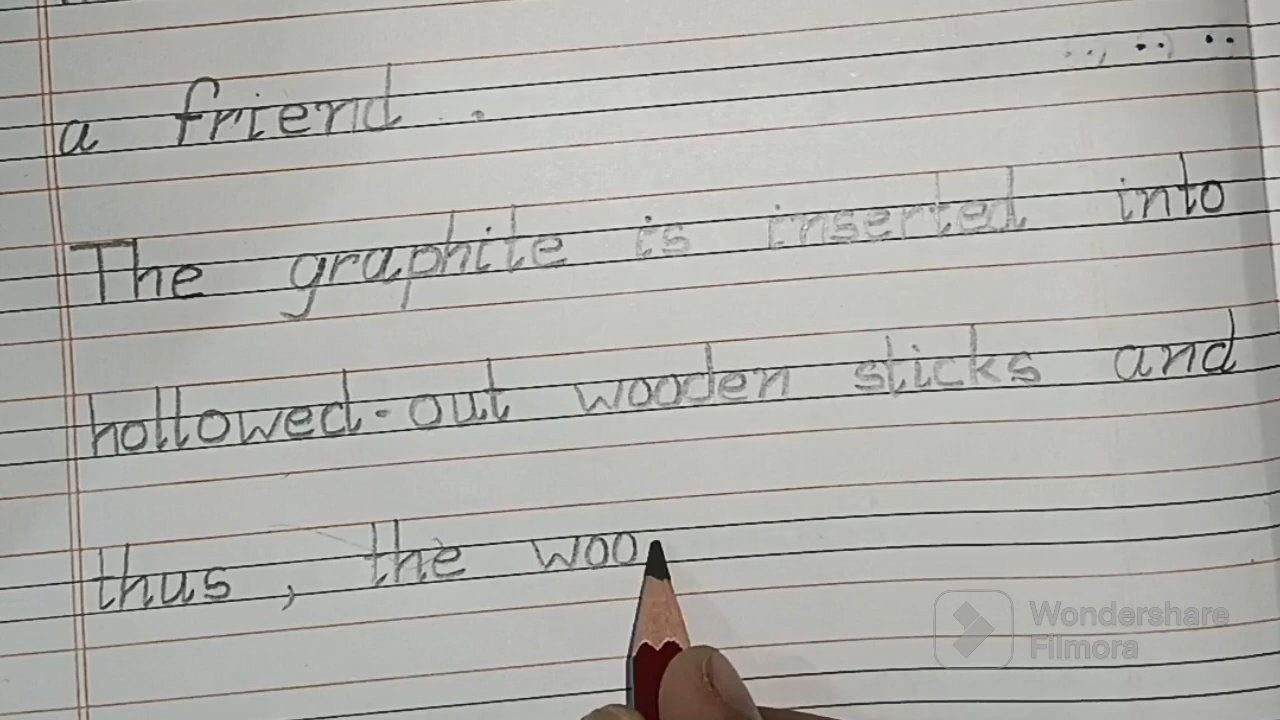 a friend .
The graphite is inserted into
hollowed-out wooden sticks and
thus , the woo
Wondershare
Filmora